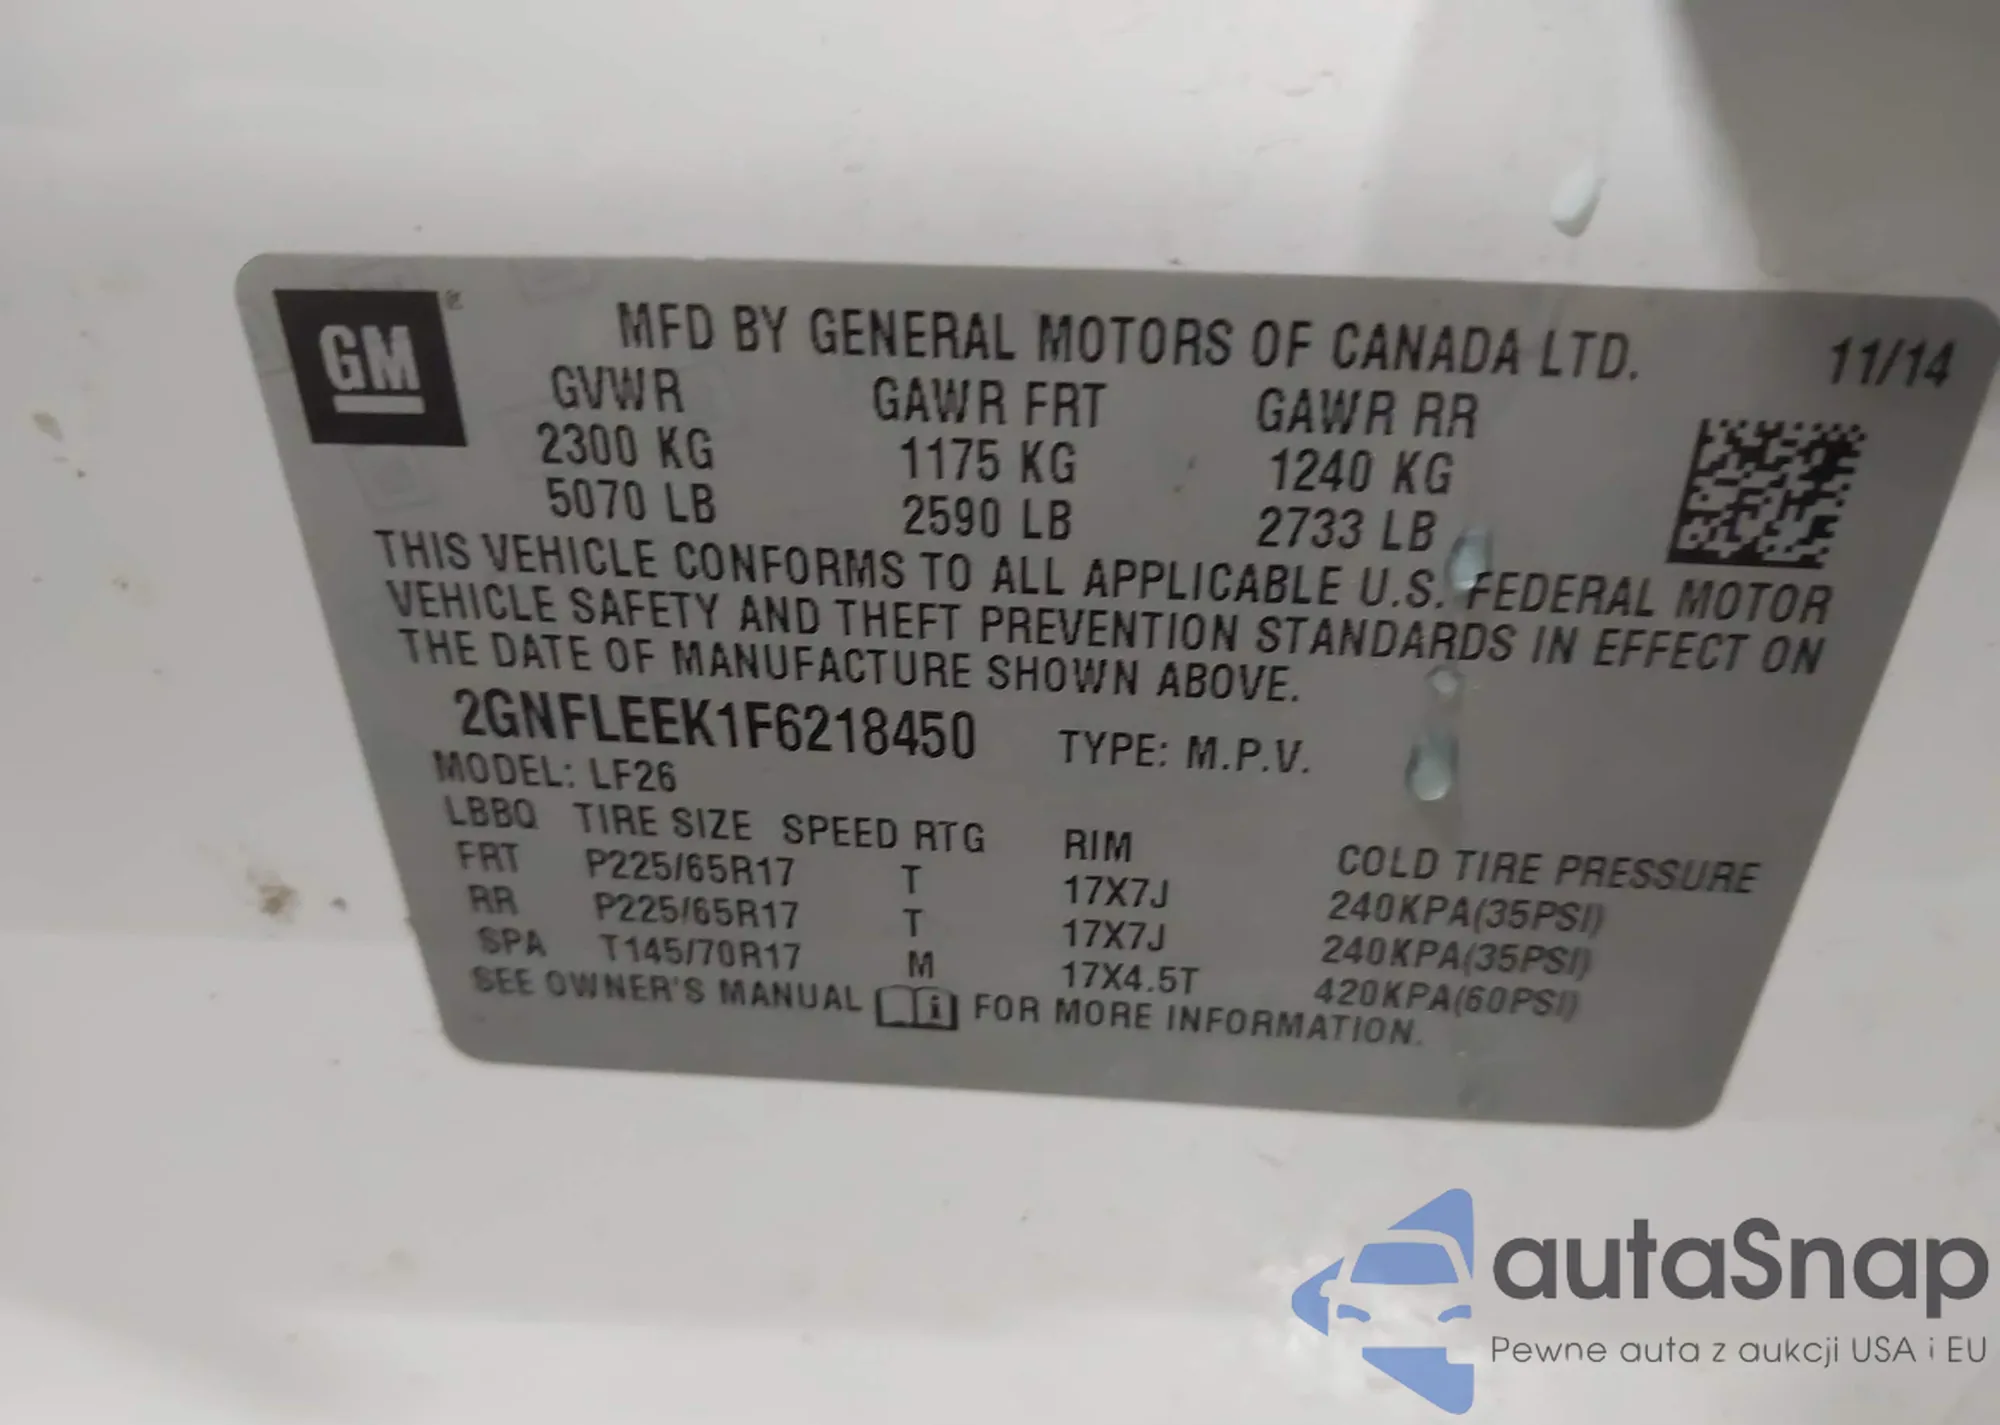 GM
®
MFD BY GENERAL MOTORS OF CANADA LTD. 11/14
GVWR GAWR FRT GAWR RR
2300 KG 1175 KG 1240 KG
5070 LB 2590 LB 2733 LB
THIS VEHICLE CONFORMS TO ALL APPLICABLE U.S. FEDERAL MOTOR
VEHICLE SAFETY AND THEFT PREVENTION STANDARDS IN EFFECT ON
THE DATE OF MANUFACTURE SHOWN ABOVE.
2GNFLEEK1F6218450 TYPE: M.P.V.
MODEL: LF26
LBBQ TIRE SIZE SPEED RTG RIM COLD TIRE PRESSURE
FRT P225/65R17 T 17X7J 240KPA(35PSI)
RR P225/65R17 T 17X7J 240KPA(35PSI)
SPA T145/70R17 M 17X4.5T 420KPA(60PSI)
SEE OWNER'S MANUAL i FOR MORE INFORMATION.
autaSnap
Pewne auta z aukcji USA i EU